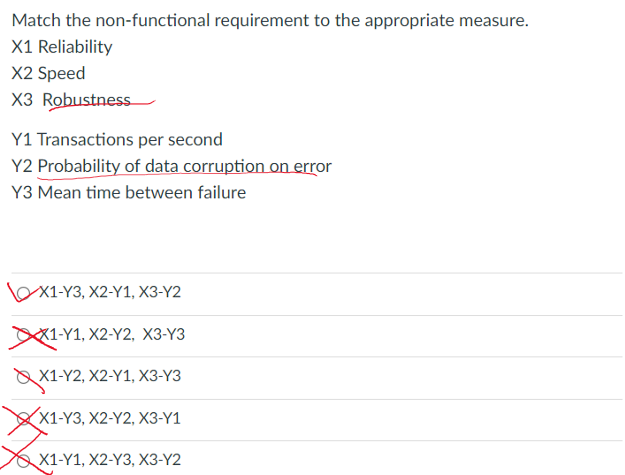 Match the non-functional requirement to the appropriate measure.
X1 Reliability
X2 Speed
X3 Robustness
Y1 Transactions per second
Y2 Probability of data corruption on error
Y3 Mean time between failure
X1-Y3, X2-Y1, X3-Y2
X1-Y1, X2-Y2, X3-Y3
X1-Y2, X2-Y1, X3-Y3
X1-Y3, X2-Y2, X3-Y1
X1-Y1, X2-Y3, X3-Y2